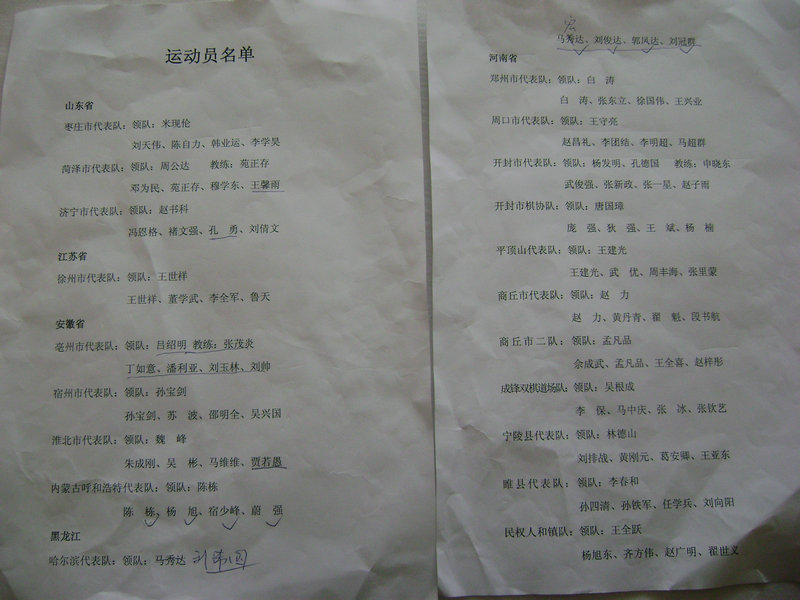 运动员名单
山东省
枣庄市代表队：领队：米现伦
刘天伟、陈自力、韩业运、李学昊
菏泽市代表队：领队：周公达 教练：苑正存
邓为民、苑正存、穆学东、王馨雨
济宁市代表队：领队：赵书科
冯恩格、褚文强、孔 勇、刘倩文
江苏省
徐州市代表队：领队：王世祥
王世祥、董学武、李全军、鲁天
安徽省
亳州市代表队：领队：吕绍明 教练：张茂炎
丁如意、潘利亚、刘玉林、刘帅
宿州市代表队：领队：孙宝剑
孙宝剑、苏 波、邵明全、吴兴国
淮北市代表队：领队：魏 峰
朱成刚、吴 彬、马维维、贾若愚
内蒙古呼和浩特代表队：领队：陈栋
陈 栋、杨 旭、宿少峰、蔚 强
黑龙江
哈尔滨代表队：领队：马秀达
宏
马秀达、刘俊达、郭凤达、刘冠群
河南省
郑州市代表队：领队：白 涛
白 涛、张东立、徐国伟、王兴业
周口市代表队：领队：王守亮
赵昌礼、李团结、李明超、马超群
开封市代表队：领队：杨发明、孔德国 教练：申晓东
武俊强、张新政、张一星、赵子雨
开封市棋协队：领队：唐国璋
庞 强、狄 强、王 斌、杨 楠
平顶山代表队：领队：王建光
王建光、武 优、周丰海、张里蒙
商丘市代表队：领队：赵 力
赵 力、黄丹青、翟 魁、段书航
商丘市二队：领队：孟凡品
余成武、孟凡品、王全喜、赵梓彤
成锋双棋道场队：领队：吴根成
李 保、马中庆、张 冰、张钦艺
宁陵县代表队：领队：林德山
刘排战、黄刚元、葛安卿、王亚东
睢县代表队：领队：李春和
孙四清、孙铁军、任学兵、刘向阳
民权人和镇队：领队：王全跃
杨旭东、齐方伟、赵广明、翟世义